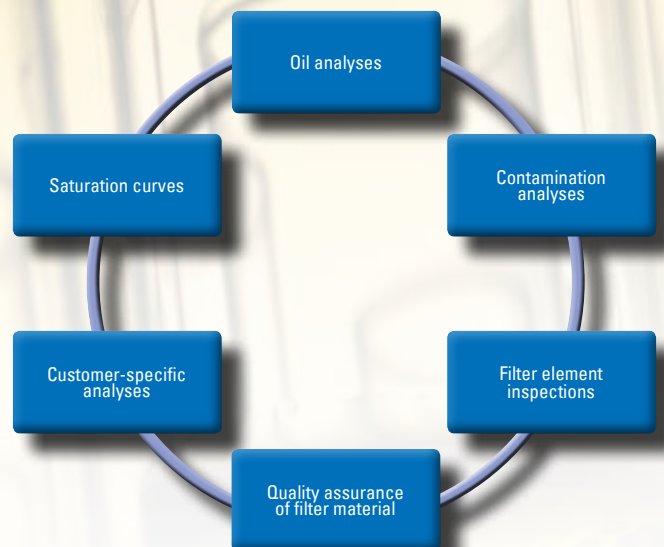 Oil analyses
Saturation curves
Contamination
analyses
Customer-specific
analyses
Filter element
inspections
Quality assurance
of filter material